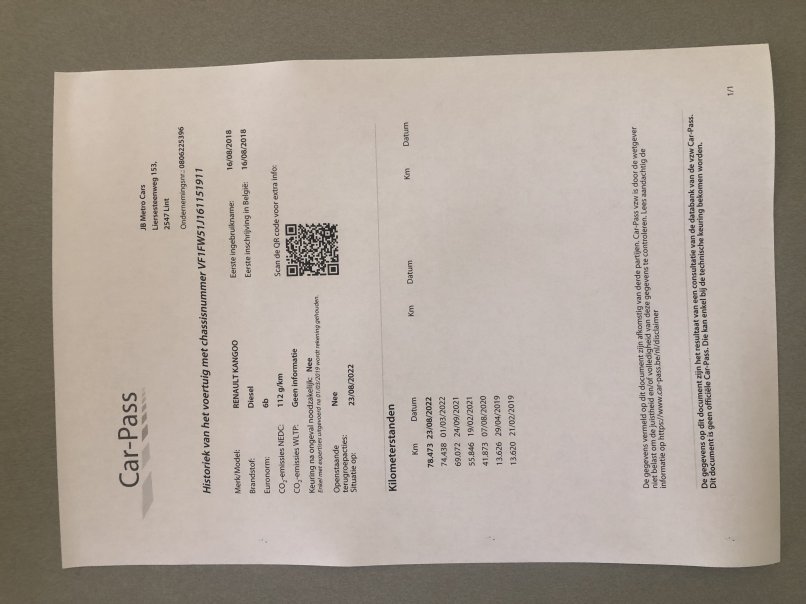 Car-Pass
JB Metro Cars
Liersesteenweg 153,
2547 Lint
Ondernemingsnr.: 0806225396
Historiek van het voertuig met chassisnummer VF1FW51J161151911
Merk/Model: RENAULT KANGOO
Brandstof: Diesel
Euronorm: 6b
CO₂-emissies NEDC: 112 g/km
CO₂-emissies WLTP: Geen informatie
Keuring na ongeval noodzakelijk: Nee
Enkel met expertises uitgevoerd na 01/03/2019 wordt rekening gehouden.
Openstaande terugroepacties: Nee
Situatie op: 23/08/2022
Eerste ingebruikname: 16/08/2018
Eerste inschrijving in België: 16/08/2018
Scan de QR code voor extra info:
Kilometerstanden
Km Datum Km Datum Km Datum
78.473 23/08/2022
74.438 01/03/2022
69.072 24/09/2021
55.846 19/02/2021
41.873 07/08/2020
13.626 29/04/2019
13.620 21/02/2019
De gegevens vermeld op dit document zijn afkomstig van derde partijen. Car-Pass vzw is door de wetgever
niet belast om de juistheid en/of volledigheid van deze gegevens te controleren. Lees aandachtig de
informatie op https://www.car-pass.be/nl/disclaimer
De gegevens op dit document zijn het resultaat van een consultatie van de databank van de vzw Car-Pass.
Dit document is geen officiële Car-Pass. Die kan enkel bij de technische keuring bekomen worden.
1/1